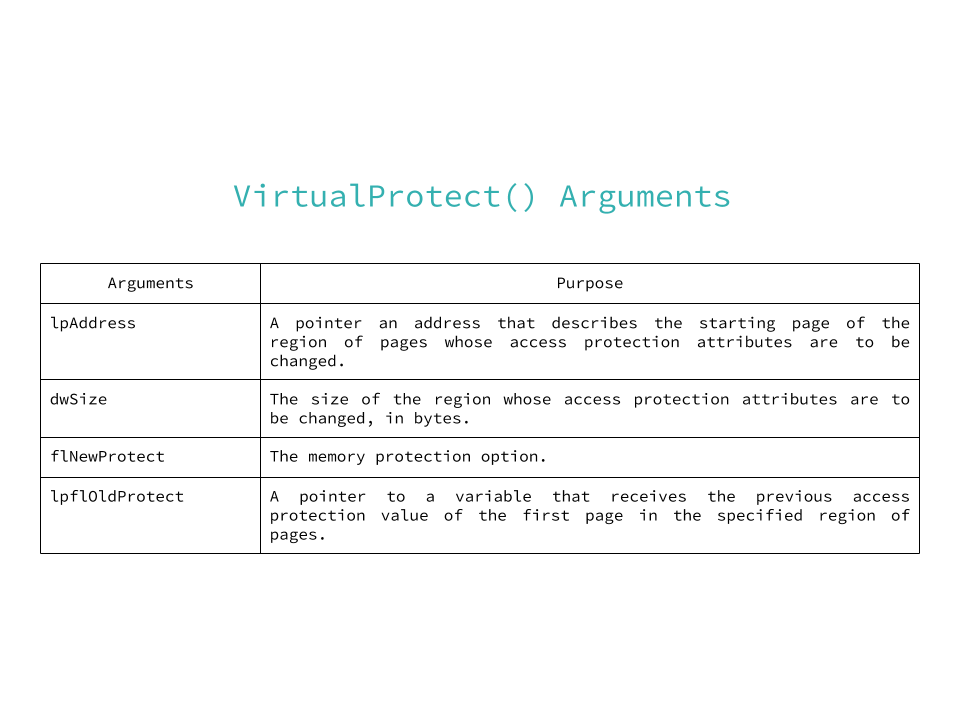 VirtualProtect() Arguments
Arguments
Purpose
lpAddress
A pointer an address that describes the starting page of the
region of pages whose access protection attributes are to be
changed.
dwSize
The size of the region whose access protection attributes are to
be changed, in bytes.
flNewProtect
The memory protection option.
lpflOldProtect
A pointer to a variable that receives the previous access
protection value of the first page in the specified region of
pages.